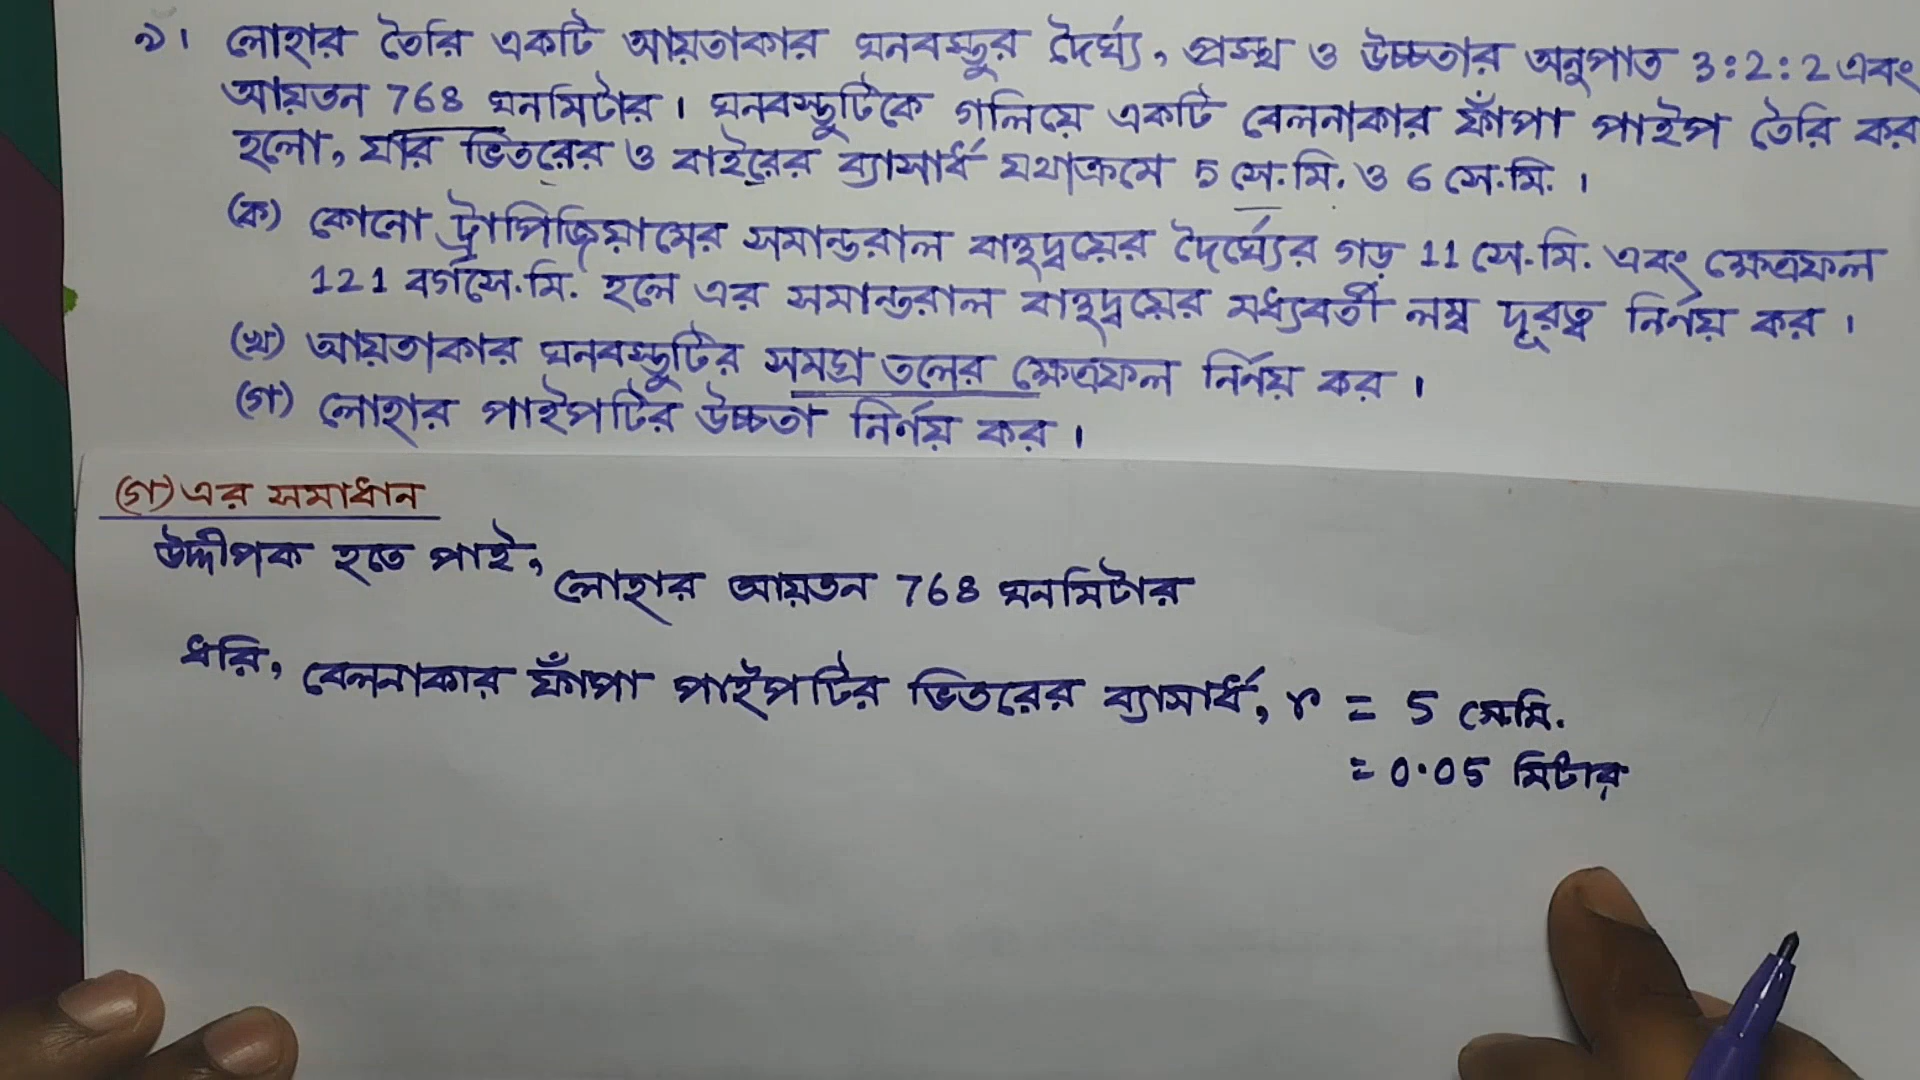 ৯। লোহার তৈরি একটি আয়তাকার ঘনবস্তুর দৈর্ঘ্য, প্রস্থ ও উচ্চতার অনুপাত 3:2:2 এবং
আয়তন 768 ঘনমিটার। ঘনবস্তুটিকে গলিয়ে একটি বেলনাকার ফাঁপা পাইপ তৈরি কর
হলো, যার ভিতরের ও বাইরের ব্যাসার্ধ যথাক্রমে 5 সে.মি. ও 6 সে.মি. ।
(ক) কোনো ট্রাপিজিয়ামের সমান্তরাল বাহুদ্বয়ের দৈর্ঘ্যের গড় 11 সে.মি. এবং ক্ষেত্রফল
121 বর্গসে.মি. হলে এর সমান্তরাল বাহুদ্বয়ের মধ্যবর্তী লম্ব দূরত্ব নির্ণয় কর।
(খ) আয়তাকার ঘনবস্তুটির সমগ্র তলের ক্ষেত্রফল নির্ণয় কর।
(গ) লোহার পাইপটির উচ্চতা নির্ণয় কর।
(গ) এর সমাধান
উদ্দীপক হতে পাই, লোহার আয়তন 768 ঘনমিটার
ধরি, বেলনাকার ফাঁপা পাইপটির ভিতরের ব্যাসার্ধ, r = 5 সেমি.
= 0.05 মিটার